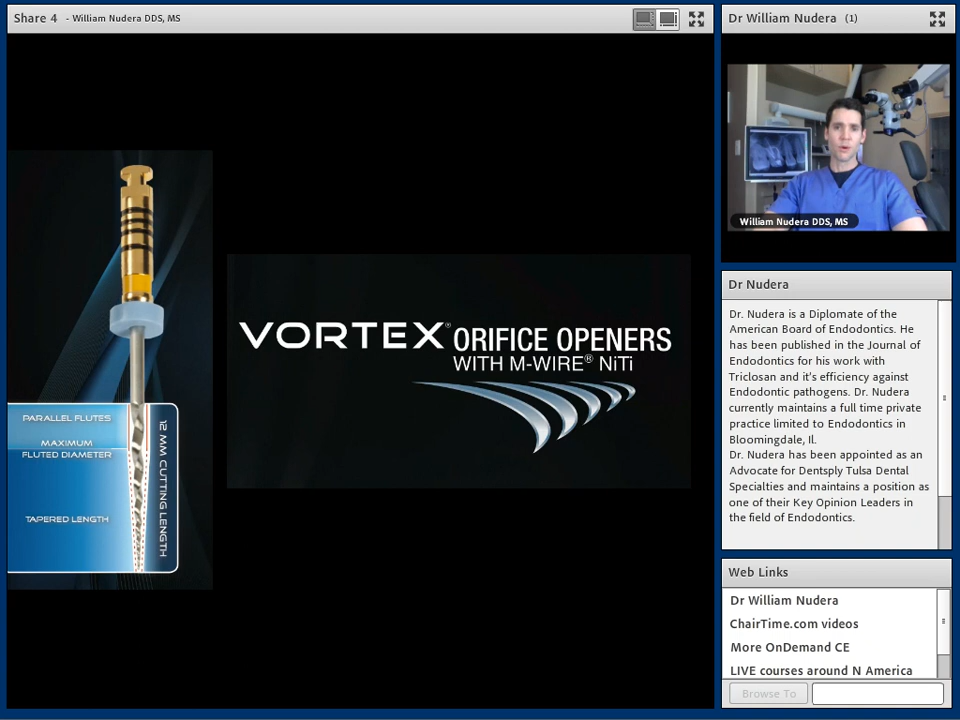 Share 4 - William Nudera DDS, MS
PARALLEL FLUTES
MAXIMUM
FLUTED DIAMETER
TAPERED LENGTH
12 MM CUTTING LENGTH
VORTEX® ORIFICE OPENERS
WITH M-WIRE® NiTi
Dr William Nudera (1)
William Nudera DDS, MS
Dr Nudera
Dr. Nudera is a Diplomate of the
American Board of Endodontics. He
has been published in the Journal of
Endodontics for his work with
Triclosan and it's efficiency against
Endodontic pathogens. Dr. Nudera
currently maintains a full time private
practice limited to Endodontics in
Bloomingdale, Il.
Dr. Nudera has been appointed as an
Advocate for Dentsply Tulsa Dental
Specialties and maintains a position as
one of their Key Opinion Leaders in
the field of Endodontics.
Web Links
Dr William Nudera
ChairTime.com videos
More OnDemand CE
LIVE courses around N America
Browse To